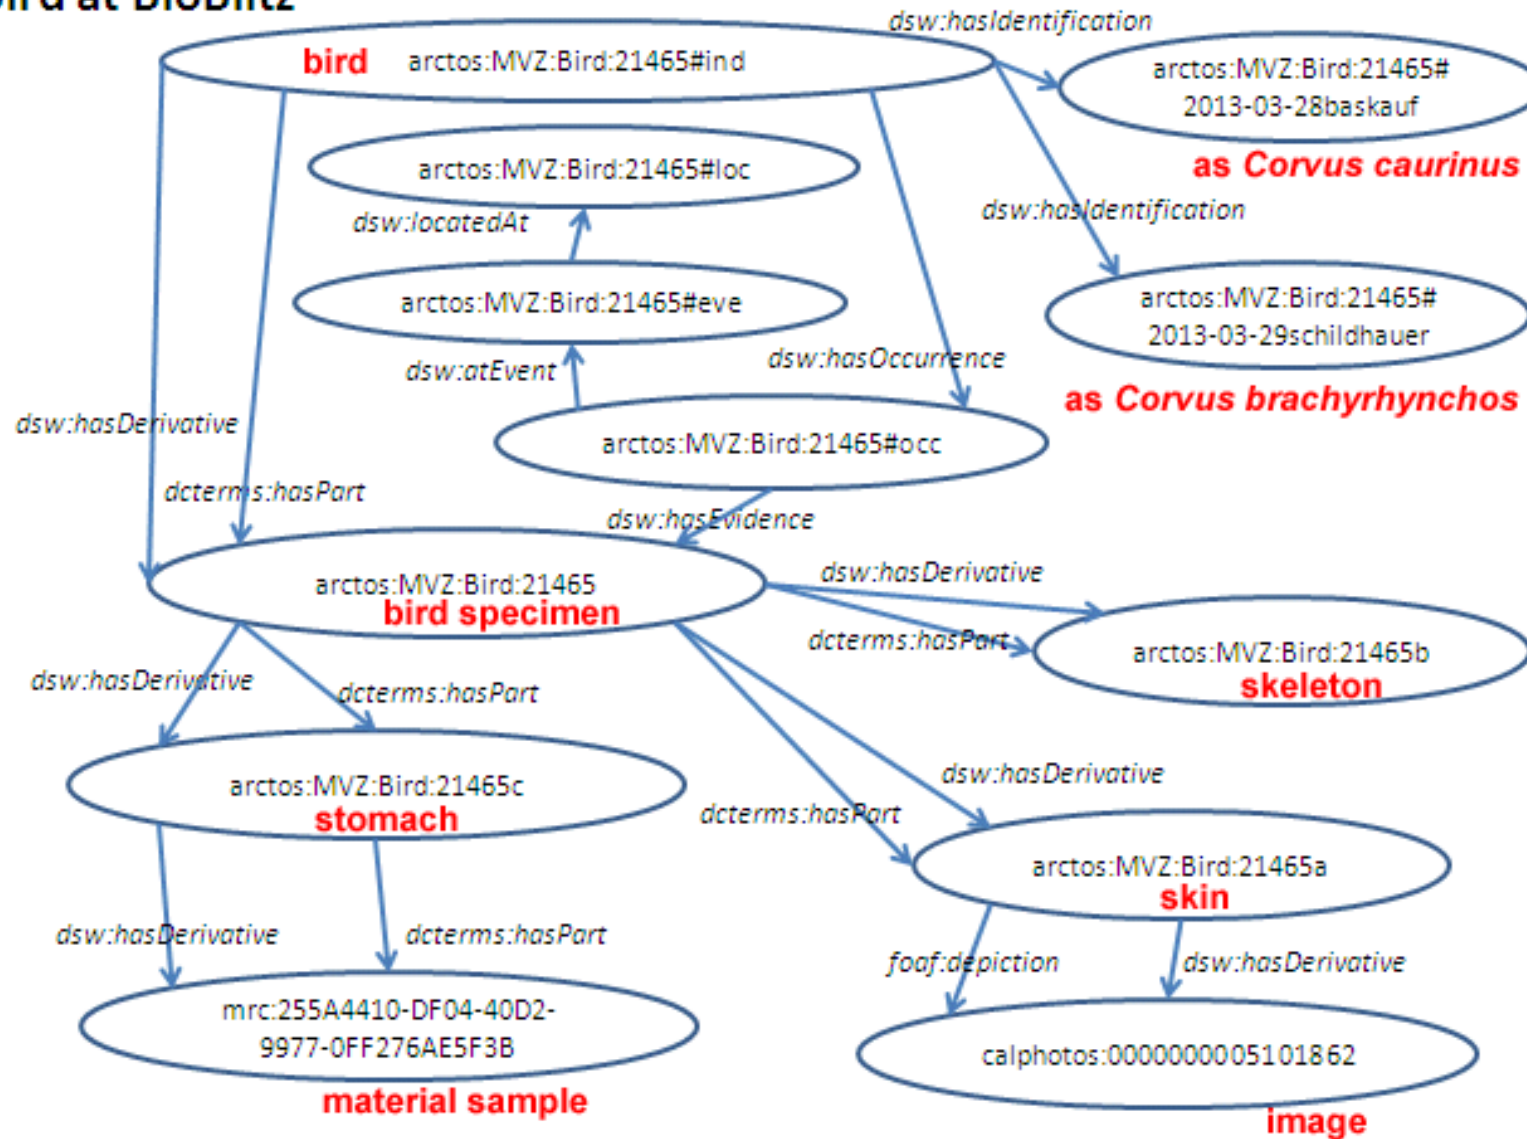 bird at BioBlitz
dsw:hasIdentification
bird arctos:MVZ:Bird:21465#ind
arctos:MVZ:Bird:21465#
2013-03-28baskauf
as Corvus caurinus
arctos:MVZ:Bird:21465#loc
dsw:locatedAt
dsw:hasIdentification
arctos:MVZ:Bird:21465#eve
arctos:MVZ:Bird:21465#
2013-03-29schildhauer
dsw:atEvent
dsw:hasOccurrence
as Corvus brachyrhynchos
dsw:hasDerivative
arctos:MVZ:Bird:21465#occ
dcterms:hasPart
dsw:hasEvidence
arctos:MVZ:Bird:21465
bird specimen
dsw:hasDerivative
dcterms:hasPart
arctos:MVZ:Bird:21465b
skeleton
dsw:hasDerivative
dcterms:hasPart
arctos:MVZ:Bird:21465c
stomach
dsw:hasDerivative
dcterms:hasPart
arctos:MVZ:Bird:21465a
skin
dsw:hasDerivative
dcterms:hasPart
foaf:depiction
dsw:hasDerivative
mrc:255A4410-DF04-40D2-
9977-0FF276AE5F3B
material sample
calphotos:0000000005101862
image